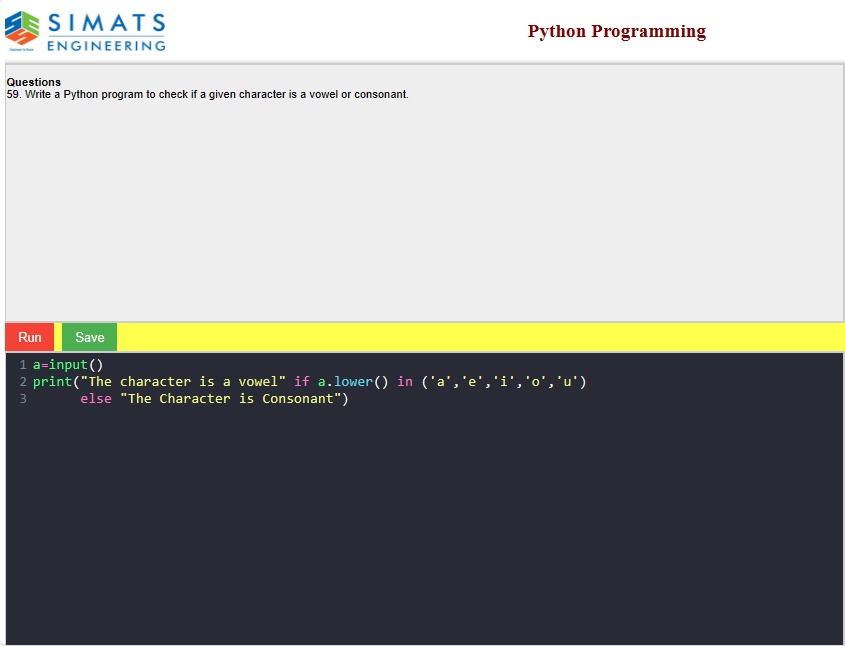 SIMATS
ENGINEERING
Python Programming
Questions
59. Write a Python program to check if a given character is a vowel or consonant.
Run Save
1 a=input()
2 print("The character is a vowel" if a.lower() in ('a','e','i','o','u')
3 else "The Character is Consonant")